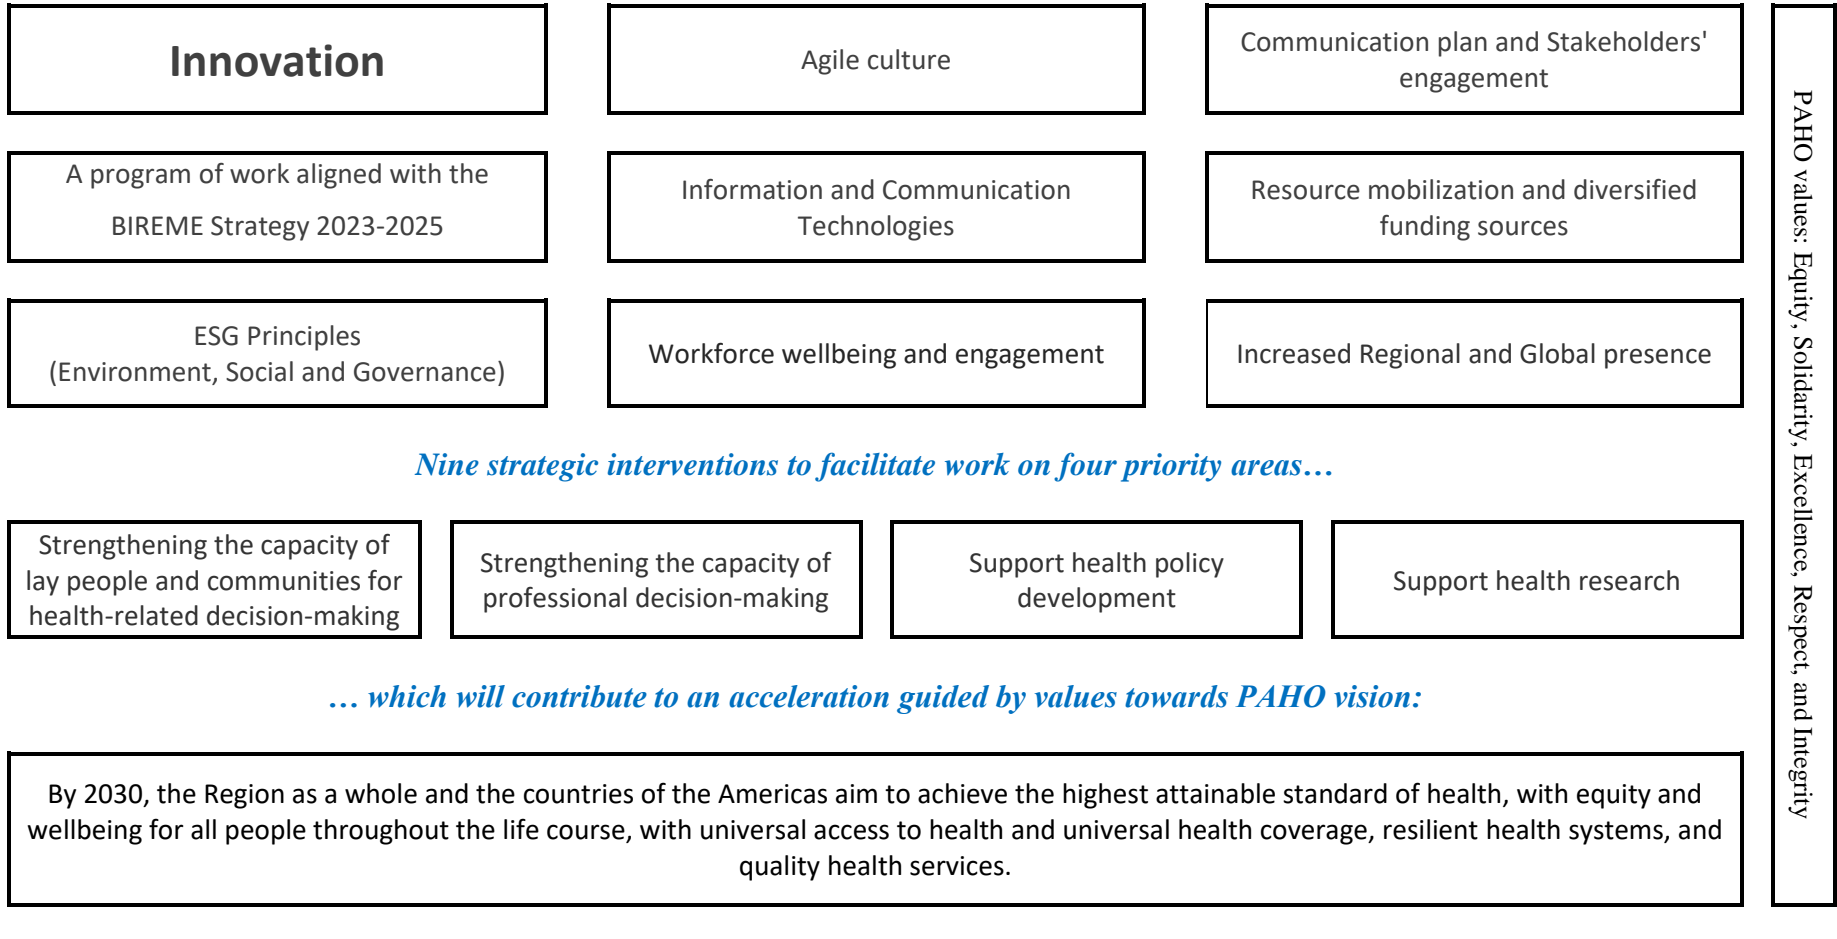 Innovation
Agile culture
Communication plan and Stakeholders'
engagement
A program of work aligned with the
BIREME Strategy 2023-2025
Information and Communication
Technologies
Resource mobilization and diversified
funding sources
ESG Principles
(Environment, Social and Governance)
Workforce wellbeing and engagement
Increased Regional and Global presence
Nine strategic interventions to facilitate work on four priority areas…
Strengthening the capacity of
lay people and communities for
health-related decision-making
Strengthening the capacity of
professional decision-making
Support health policy
development
Support health research
… which will contribute to an acceleration guided by values towards PAHO vision:
By 2030, the Region as a whole and the countries of the Americas aim to achieve the highest attainable standard of health, with equity and
wellbeing for all people throughout the life course, with universal access to health and universal health coverage, resilient health systems, and
quality health services.
PAHO values: Equity, Solidarity, Excellence, Respect, and Integrity